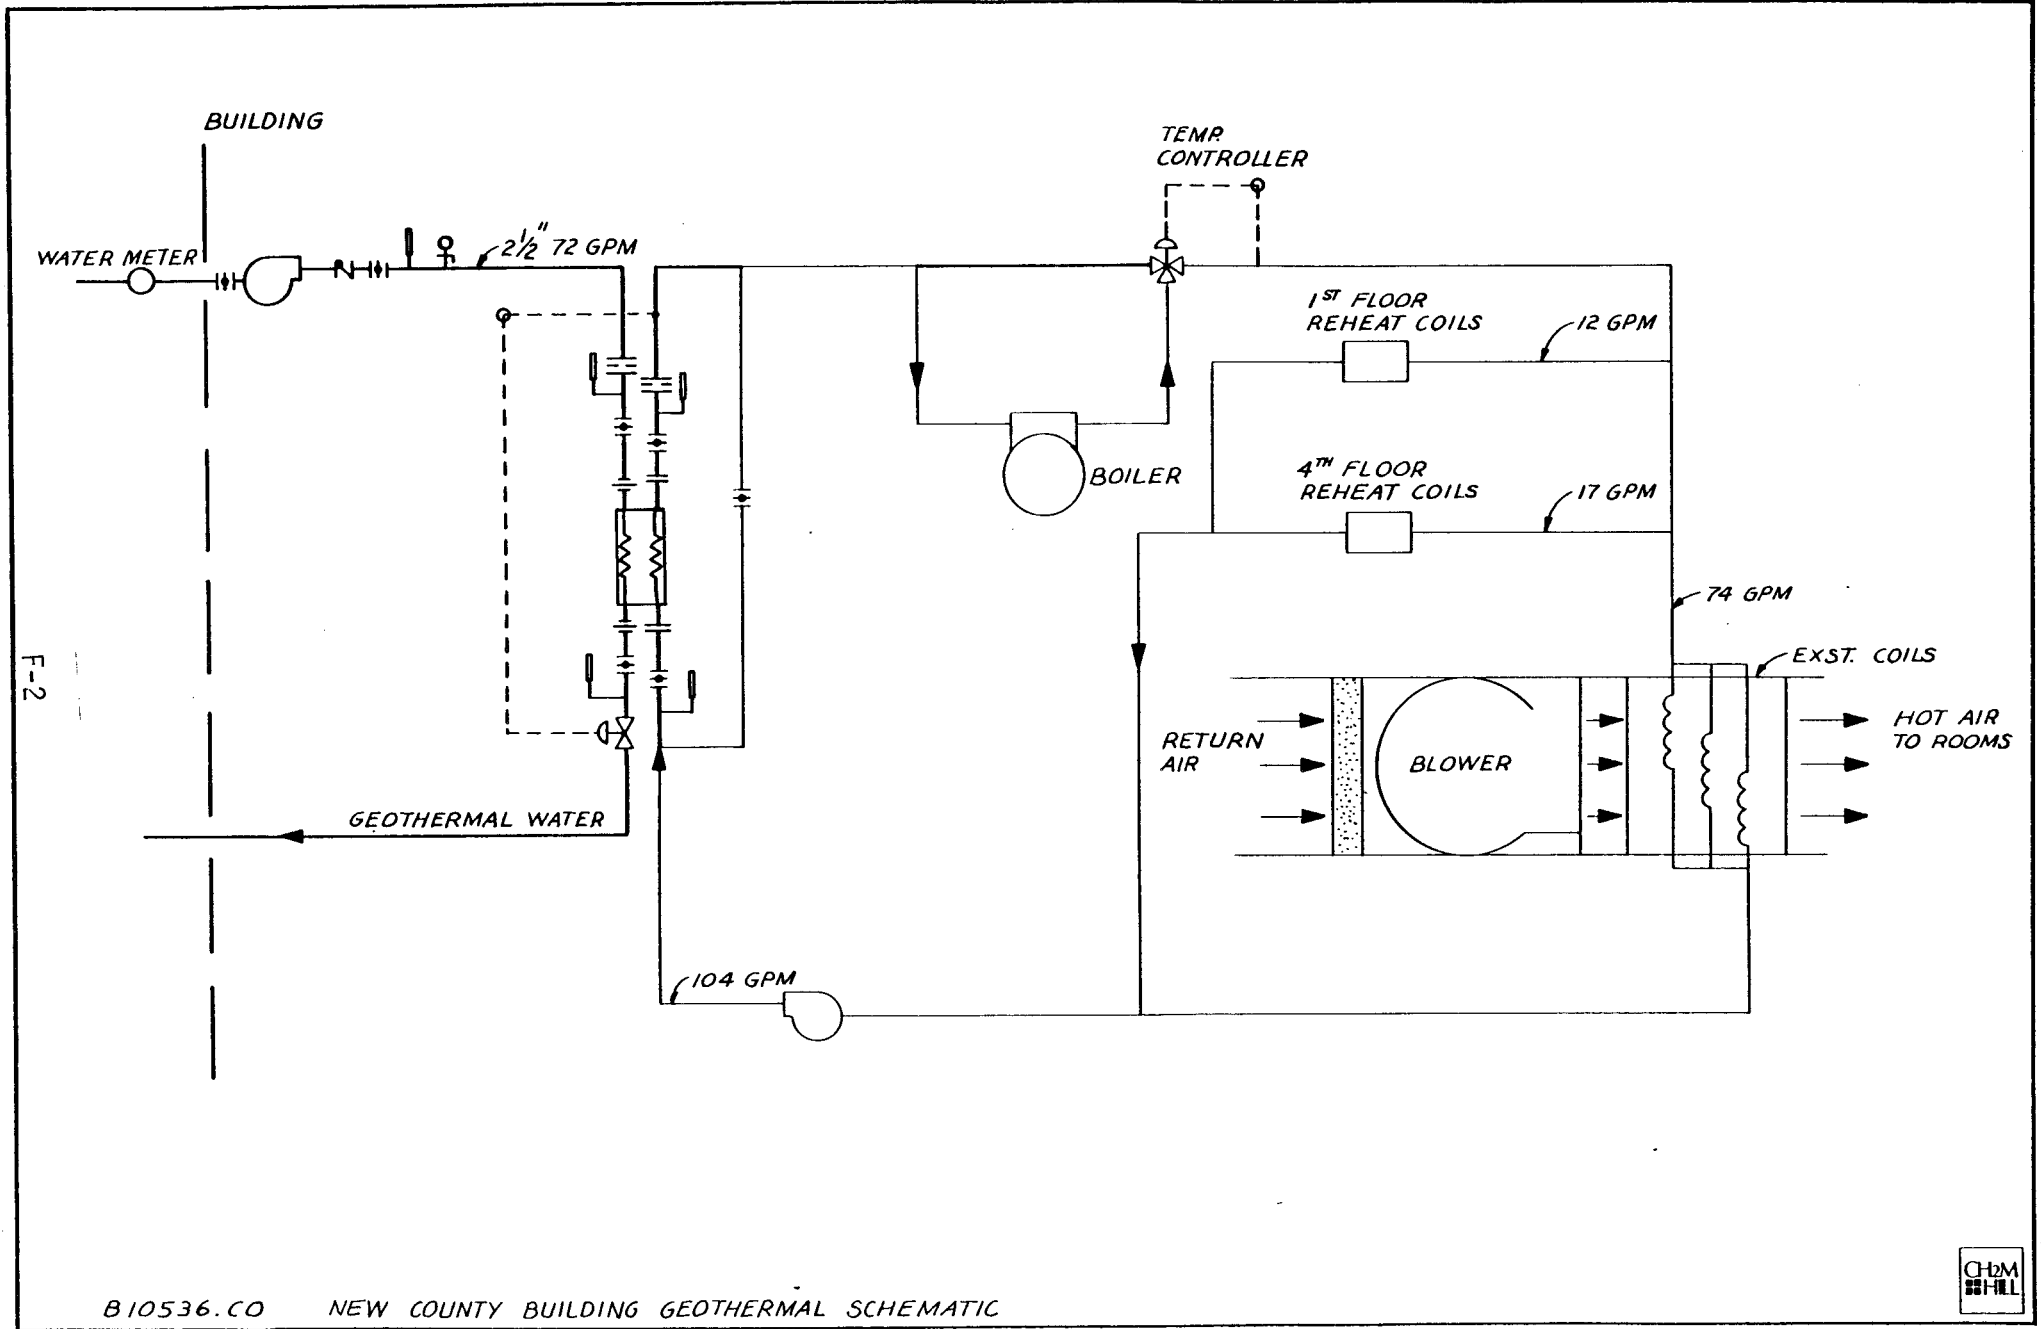 BUILDING
WATER METER
2½" 72 GPM
TEMP.
CONTROLLER
1ST FLOOR
REHEAT COILS
12 GPM
4TH FLOOR
REHEAT COILS
17 GPM
BOILER
74 GPM
EXST. COILS
RETURN
AIR
BLOWER
HOT AIR
TO ROOMS
GEOTHERMAL WATER
104 GPM
F-2
B10536.CO NEW COUNTY BUILDING GEOTHERMAL SCHEMATIC
CH2M
HILL